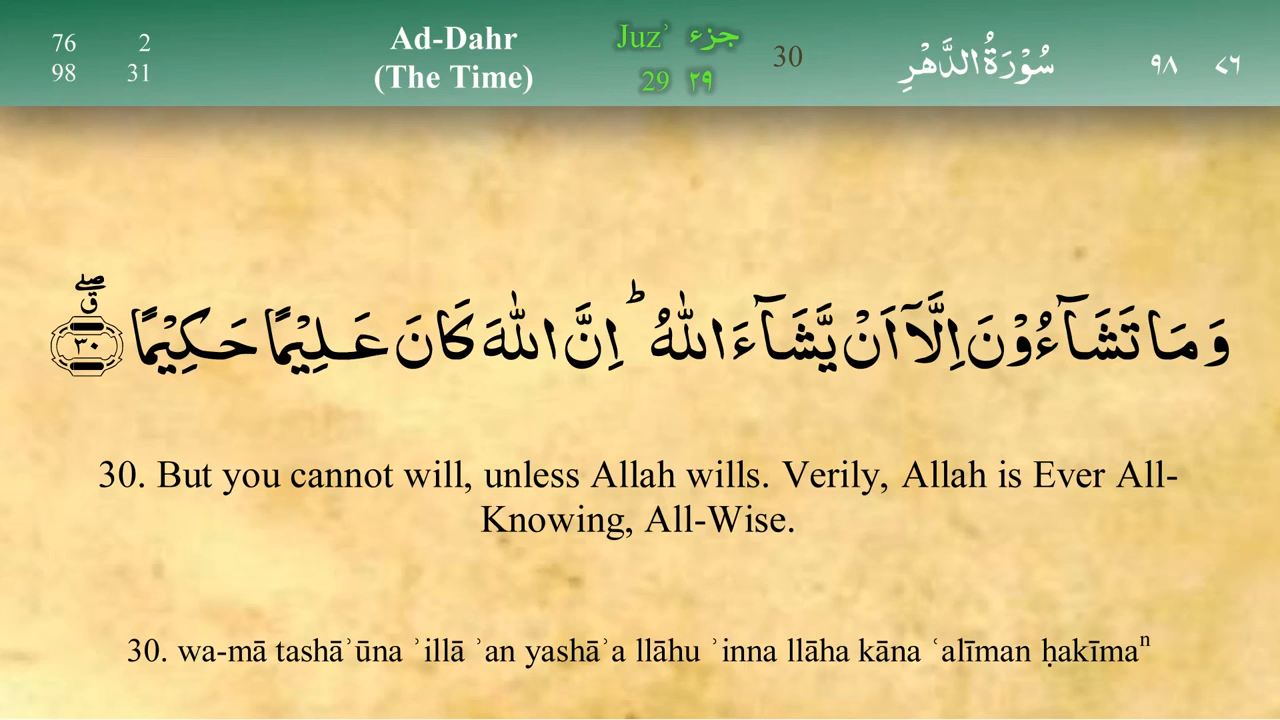 76 2 Ad-Dahr Juzʾ جزء
98 31 (The Time) 29 ٢٩ 30 سُوْرَةُ الدَّهْرِ ٩٨ ٧٦
وَ مَا تَشَآءُوْنَ اِلَّاۤ اَنْ يَّشَآءَ اللّٰهُ ؕ اِنَّ اللّٰهَ كَانَ عَلِيْمًا حَكِيْمًا ۖۗ ٣٠
30. But you cannot will, unless Allah wills. Verily, Allah is Ever All-
Knowing, All-Wise.
30. wa-mā tashāʾūna ʾillā ʾan yashāʾa llāhu ʾinna llāha kāna ʿalīman ḥakīmaⁿ